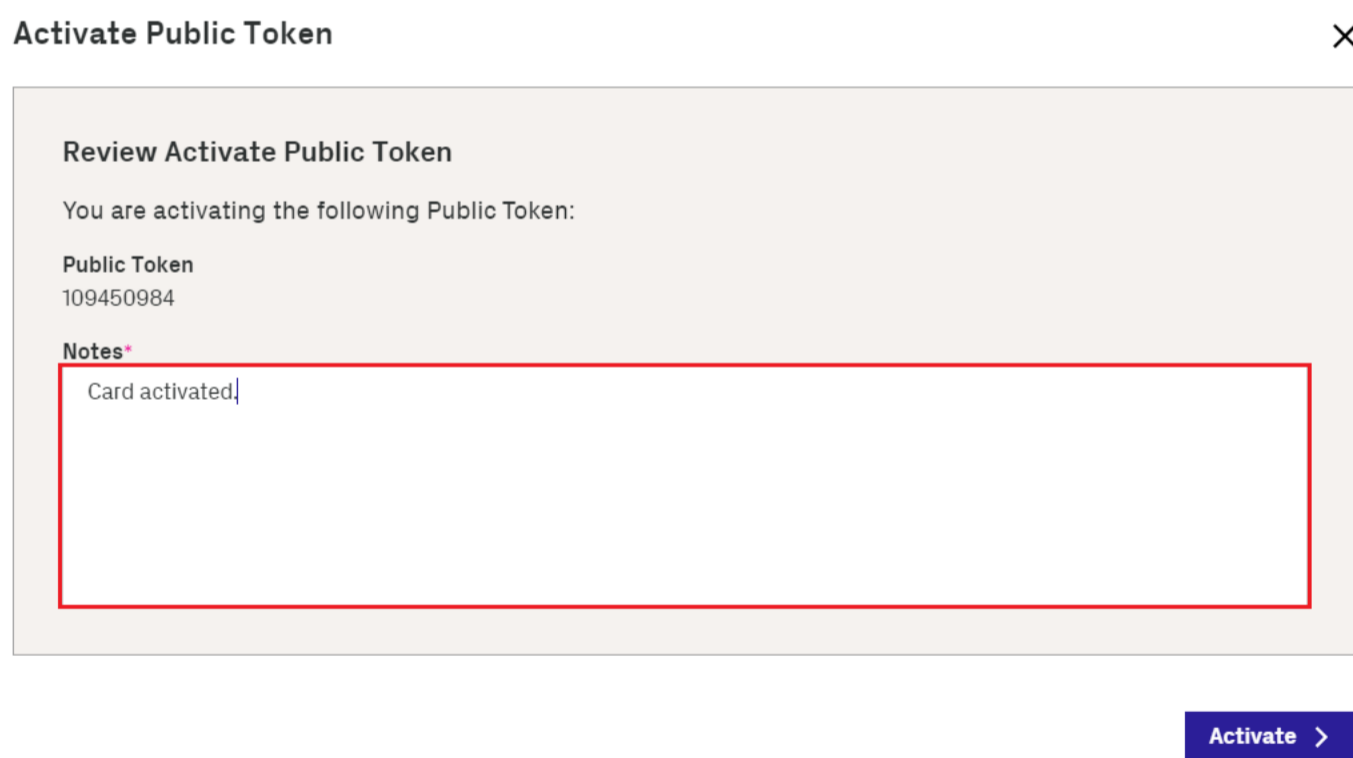 Activate Public Token
Review Activate Public Token
You are activating the following Public Token:
Public Token
109450984
Notes*
Card activated.
Activate